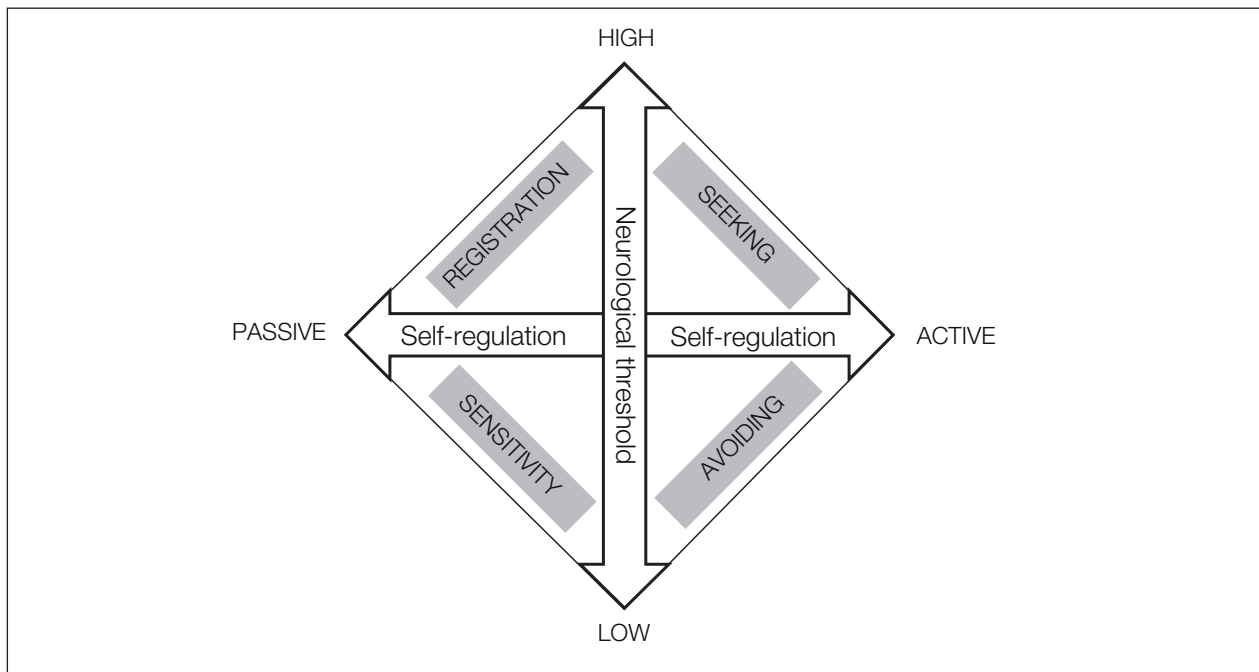 HIGH
REGISTRATION
SEEKING
Neurological threshold
PASSIVE
Self-regulation
Self-regulation
ACTIVE
SENSITIVITY
AVOIDING
LOW